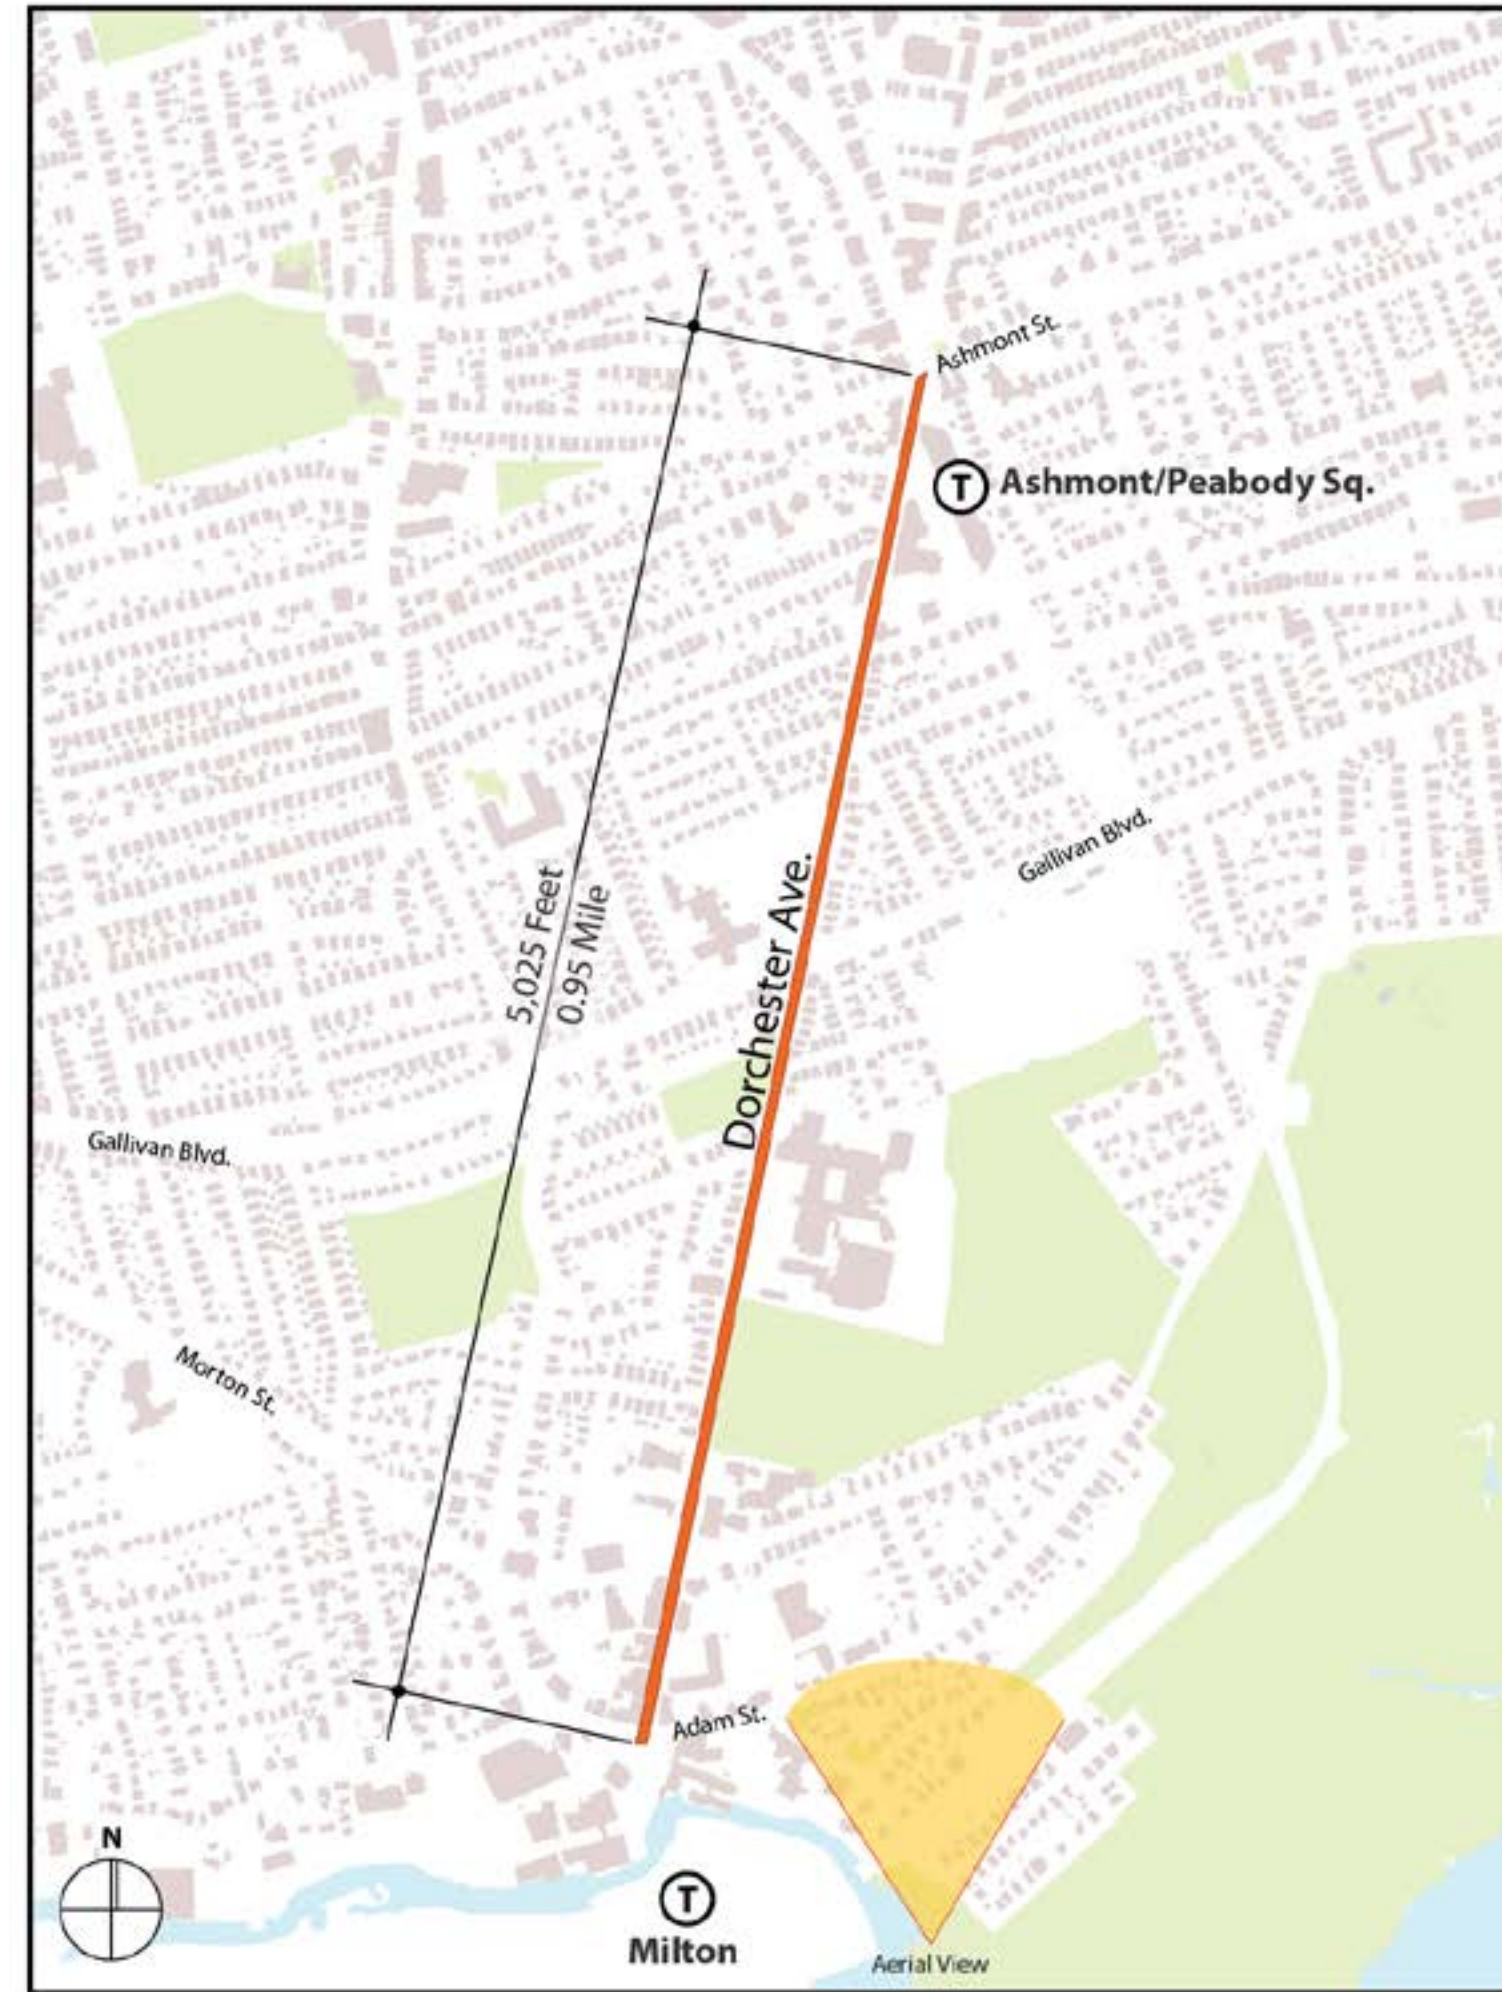 Ashmont St.
T Ashmont/Peabody Sq.
Gallivan Blvd.
5,025 Feet
0.95 Mile
Dorchester Ave.
Gallivan Blvd.
Morton St.
Adam St.
N
T
Milton
Aerial View